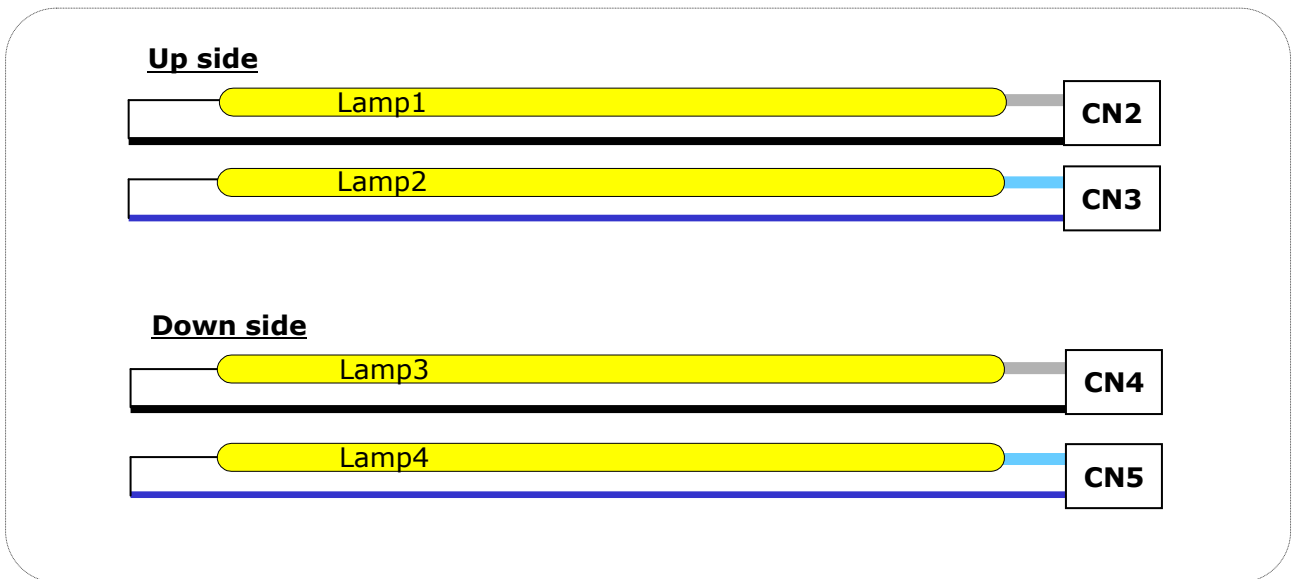 Up side
Lamp1
CN2
Lamp2
CN3
Down side
Lamp3
CN4
Lamp4
CN5